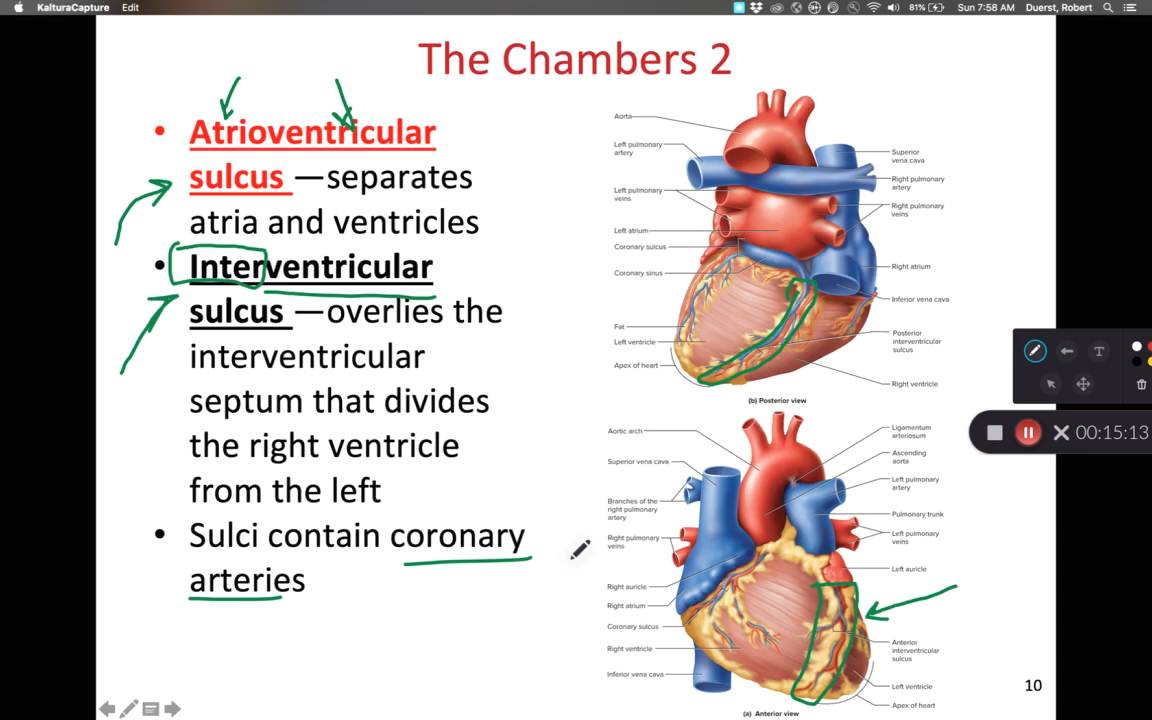 KalturaCapture Edit
81% Sun 7:58 AM Duerst, Robert
The Chambers 2
• Atrioventricular
sulcus —separates
atria and ventricles
• Interventricular
sulcus —overlies the
interventricular
septum that divides
the right ventricle
from the left
• Sulci contain coronary
arteries
Aorta
Left pulmonary
artery
Left pulmonary
veins
Left atrium
Coronary sulcus
Coronary sinus
Fat
Left ventricle
Apex of heart
Superior
vena cava
Right pulmonary
artery
Right pulmonary
veins
Right atrium
Inferior vena cava
Posterior
interventricular
sulcus
Right ventricle
(b) Posterior view
Aortic arch
Superior vena cava
Branches of the
right pulmonary
artery
Right pulmonary
veins
Right auricle
Right atrium
Coronary sulcus
Right ventricle
Inferior vena cava
Ligamentum
arteriosum
Ascending
aorta
Left pulmonary
artery
Pulmonary trunk
Left pulmonary
veins
Left auricle
Anterior
interventricular
sulcus
Left ventricle
Apex of heart
(a) Anterior view
T
00:15:13
10